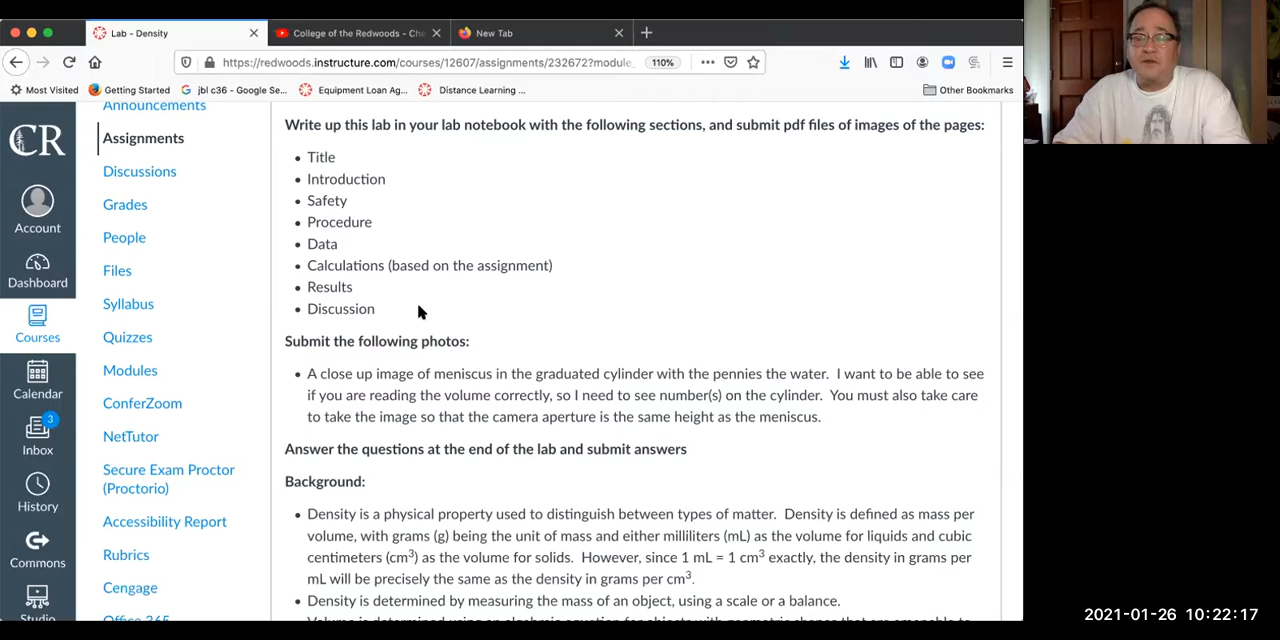 Lab - Density
College of the Redwoods - Che
New Tab
https://redwoods.instructure.com/courses/12607/assignments/232672?module_
110%
Most Visited
Getting Started
jbl c36 - Google Se...
Equipment Loan Ag...
Distance Learning ...
Other Bookmarks
CR
Account
Dashboard
Courses
Calendar
3
Inbox
History
Commons
Studio
Announcements
Assignments
Discussions
Grades
People
Files
Syllabus
Quizzes
Modules
ConferZoom
NetTutor
Secure Exam Proctor
(Proctorio)
Accessibility Report
Rubrics
Cengage
Office 365
Write up this lab in your lab notebook with the following sections, and submit pdf files of images of the pages:
• Title
• Introduction
• Safety
• Procedure
• Data
• Calculations (based on the assignment)
• Results
• Discussion
Submit the following photos:
• A close up image of meniscus in the graduated cylinder with the pennies the water.  I want to be able to see
if you are reading the volume correctly, so I need to see number(s) on the cylinder.  You must also take care
to take the image so that the camera aperture is the same height as the meniscus.
Answer the questions at the end of the lab and submit answers
Background:
• Density is a physical property used to distinguish between types of matter.  Density is defined as mass per
volume, with grams (g) being the unit of mass and either milliliters (mL) as the volume for liquids and cubic
centimeters (cm³) as the volume for solids.  However, since 1 mL = 1 cm³ exactly, the density in grams per
mL will be precisely the same as the density in grams per cm³.
• Density is determined by measuring the mass of an object, using a scale or a balance.
2021-01-26 10:22:17